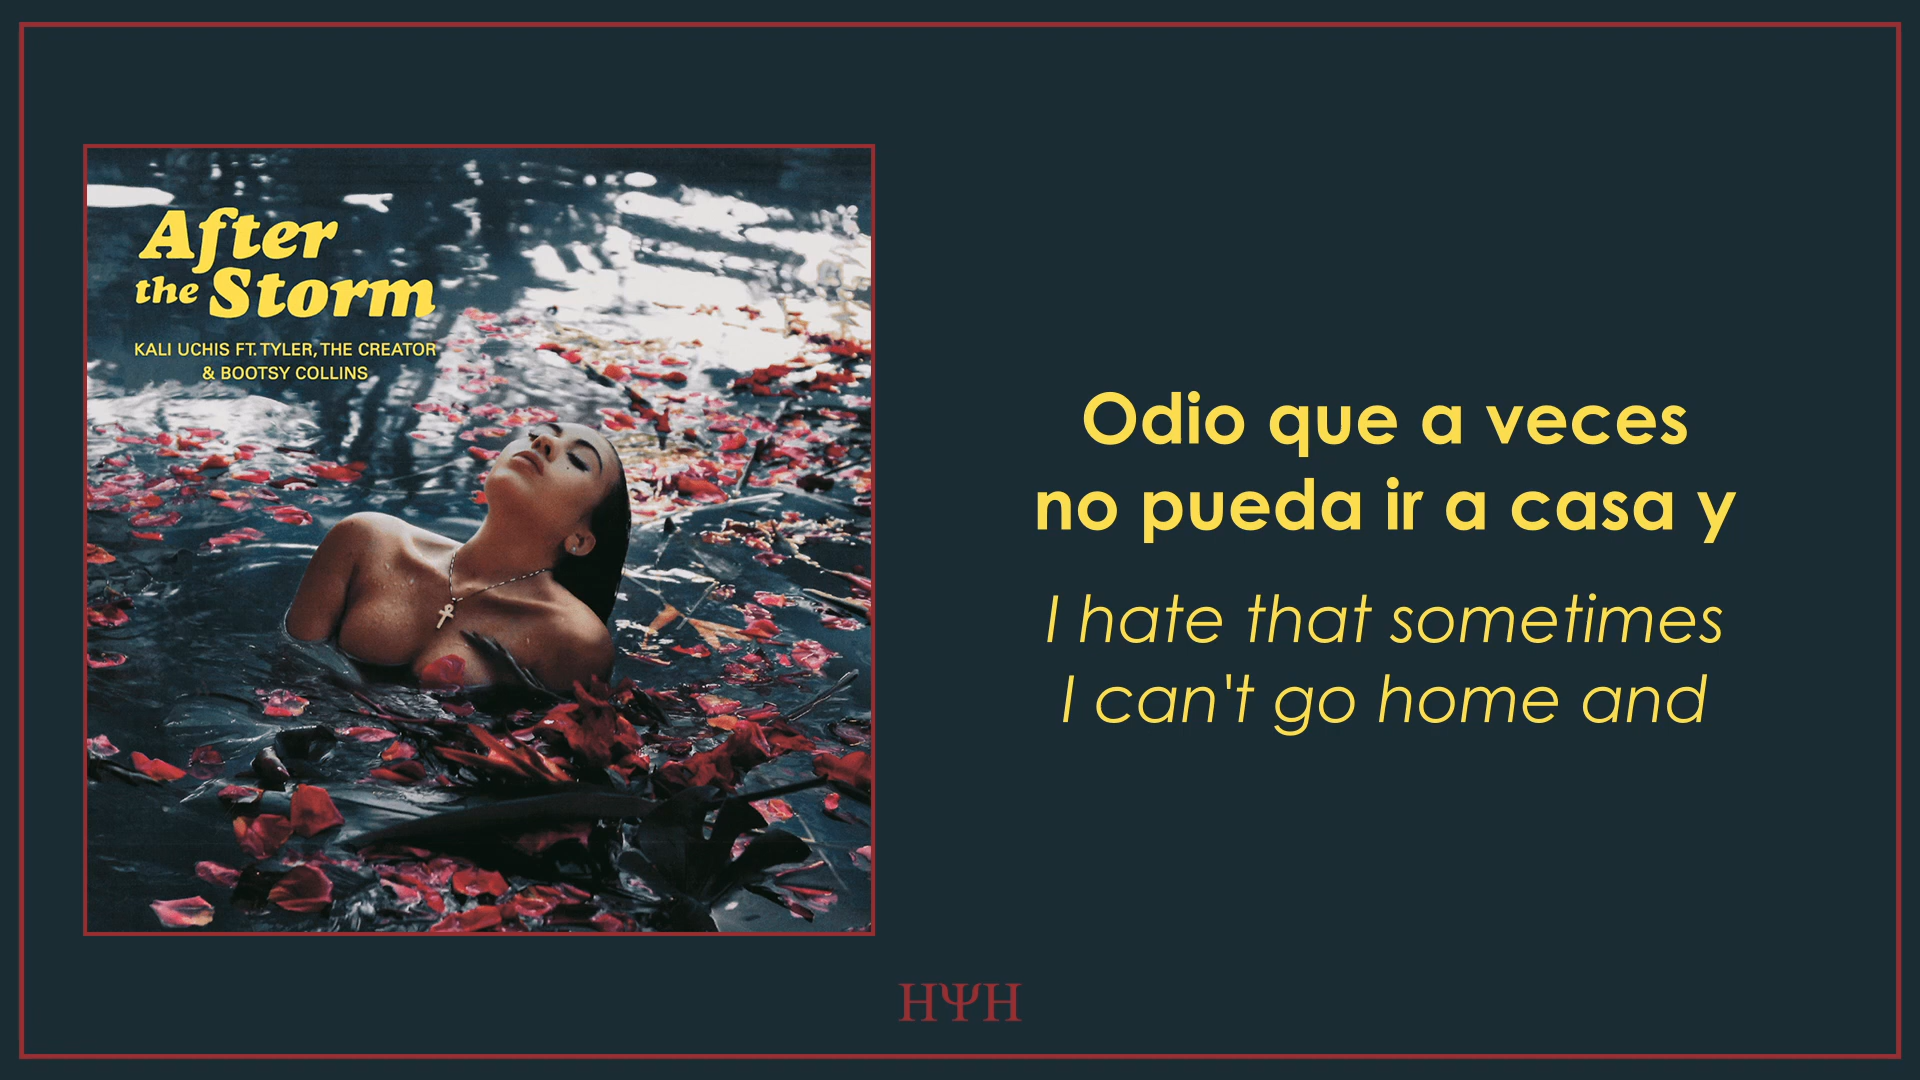 After
the Storm
KALI UCHIS FT. TYLER, THE CREATOR
& BOOTSY COLLINS
Odio que a veces
no pueda ir a casa y
I hate that sometimes
I can't go home and
ΗΨΗ